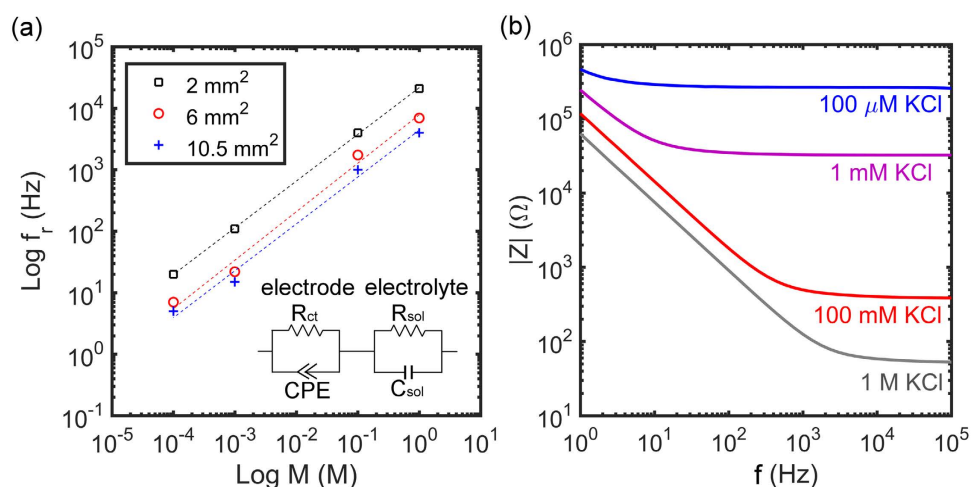 (a)
10^5
10^4
10^3
10^2
10^1
10^0
10^-1
Log f_r (Hz)
2 mm^2
6 mm^2
10.5 mm^2
electrode electrolyte
R_ct R_sol
CPE C_sol
10^-5 10^-4 10^-3 10^-2 10^-1 10^0 10^1
Log M (M)
(b)
10^6
10^5
10^4
10^3
10^2
10^1
|Z| (Ω)
100 μM KCl
1 mM KCl
100 mM KCl
1 M KCl
10^0 10^1 10^2 10^3 10^4 10^5
f (Hz)